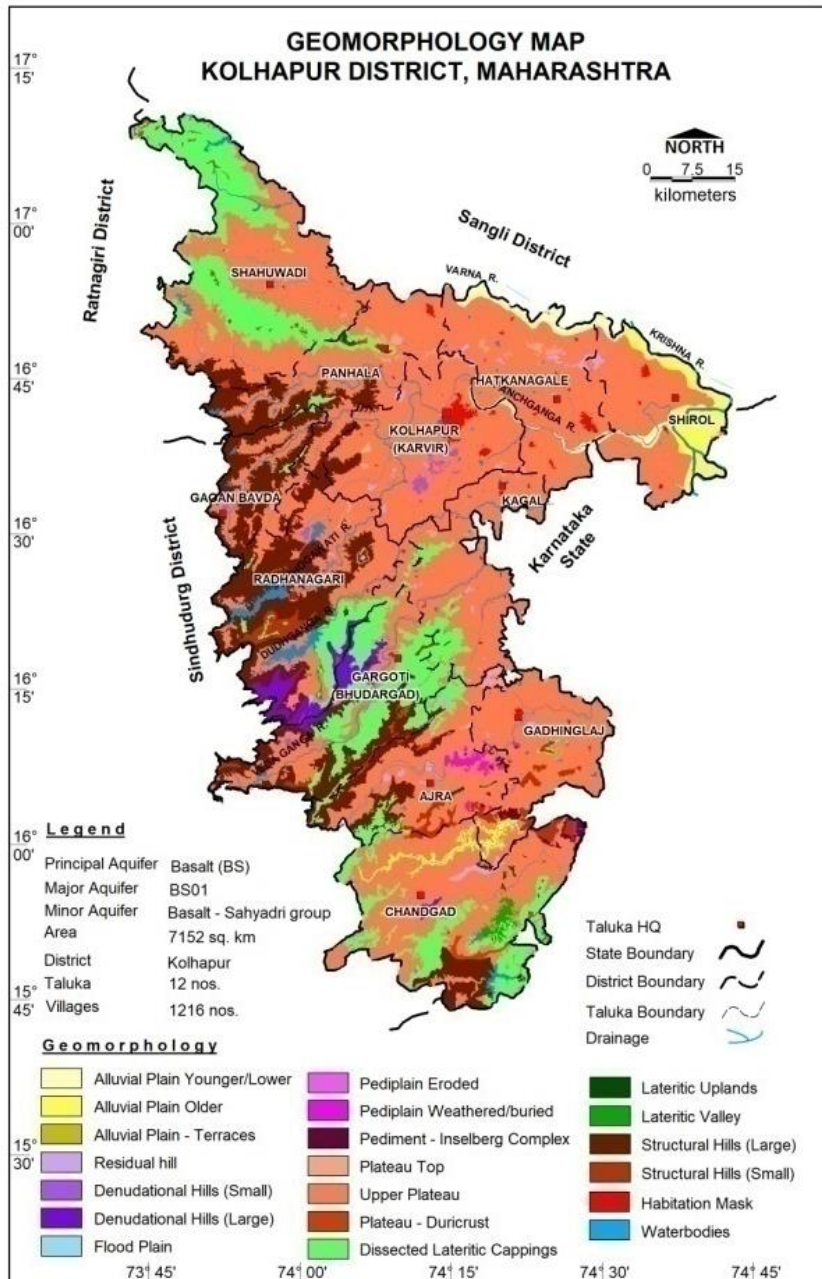 GEOMORPHOLOGY MAP
KOLHAPUR DISTRICT, MAHARASHTRA
17°
15'
NORTH
0 7.5 15
kilometers
17°
00'
Ratnagiri District
Sangli District
SHAHUWADI
VARNA R.
KRISHNA R.
16°
45'
PANHALA
HATKANAGALE
ANCHGANGA R.
SHIROL
KOLHAPUR
(KARVIR)
GAGAN BAVDA
KAGAL
16°
30'
Karnataka
State
Sindhudurg District
RADHANAGARI
DUDHGANGA R.
16°
15'
GARGOTI
(BHUDARGAD)
GADHINGLAJ
AJRA
16°
00'
CHANDGAD
15°
45'
Legend
Principal Aquifer Basalt (BS)
Major Aquifer BS01
Minor Aquifer Basalt - Sahyadri group
Area 7152 sq. km
District Kolhapur
Taluka 12 nos.
Villages 1216 nos.
Taluka HQ
State Boundary
District Boundary
Taluka Boundary
Drainage
Geomorphology
Alluvial Plain Younger/Lower
Alluvial Plain Older
Alluvial Plain - Terraces
Residual hill
Denudational Hills (Small)
Denudational Hills (Large)
Flood Plain
Pediplain Eroded
Pediplain Weathered/buried
Pediment - Inselberg Complex
Plateau Top
Upper Plateau
Plateau - Duricrust
Dissected Lateritic Cappings
Lateritic Uplands
Lateritic Valley
Structural Hills (Large)
Structural Hills (Small)
Habitation Mask
Waterbodies
15°
30'
73°45' 74°00' 74°15' 74°30' 74°45'